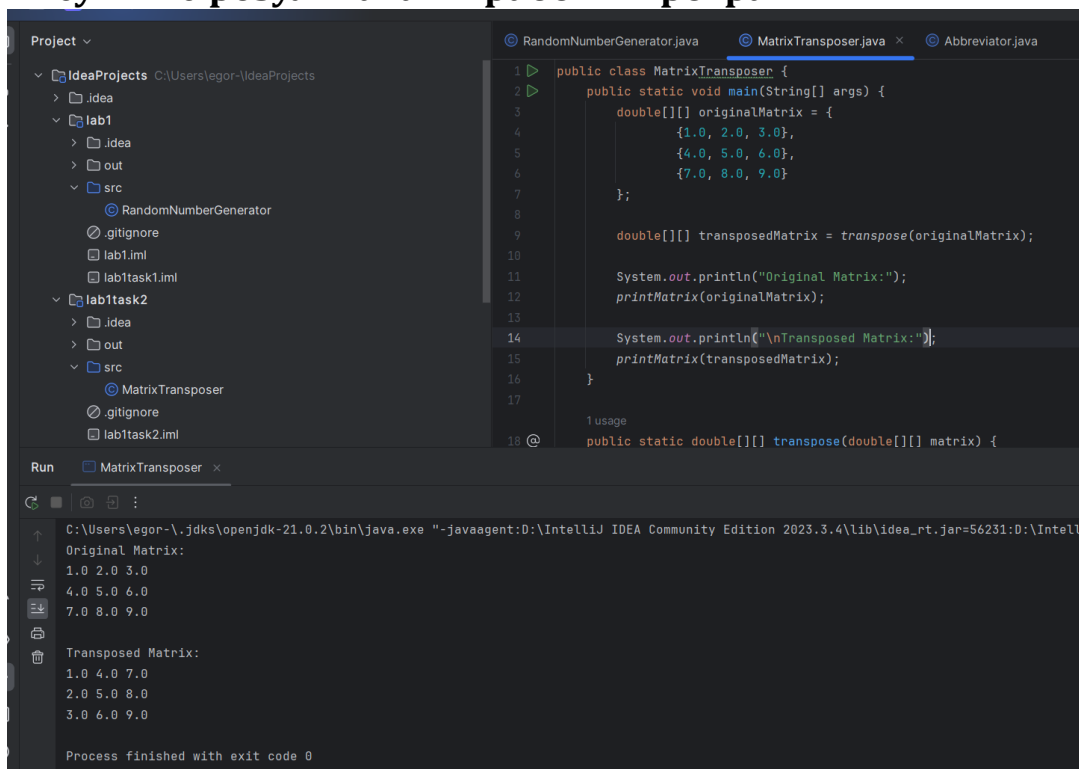 Project
IdeaProjects C:\Users\egor-\IdeaProjects
.idea
lab1
.idea
out
src
RandomNumberGenerator
.gitignore
lab1.iml
lab1task1.iml
lab1task2
.idea
out
src
MatrixTransposer
.gitignore
lab1task2.iml
RandomNumberGenerator.java MatrixTransposer.java Abbreviator.java
1 public class MatrixTransposer {
2 public static void main(String[] args) {
3 double[][] originalMatrix = {
4 {1.0, 2.0, 3.0},
5 {4.0, 5.0, 6.0},
6 {7.0, 8.0, 9.0}
7 };
8
9 double[][] transposedMatrix = transpose(originalMatrix);
10
11 System.out.println("Original Matrix:");
12 printMatrix(originalMatrix);
13
14 System.out.println("\nTransposed Matrix:");
15 printMatrix(transposedMatrix);
16 }
17
1 usage
18 @ public static double[][] transpose(double[][] matrix) {
Run MatrixTransposer
C:\Users\egor-\.jdks\openjdk-21.0.2\bin\java.exe "-javaagent:D:\IntelliJ IDEA Community Edition 2023.3.4\lib\idea_rt.jar=56231:D:\Intell
Original Matrix:
1.0 2.0 3.0
4.0 5.0 6.0
7.0 8.0 9.0
Transposed Matrix:
1.0 4.0 7.0
2.0 5.0 8.0
3.0 6.0 9.0
Process finished with exit code 0